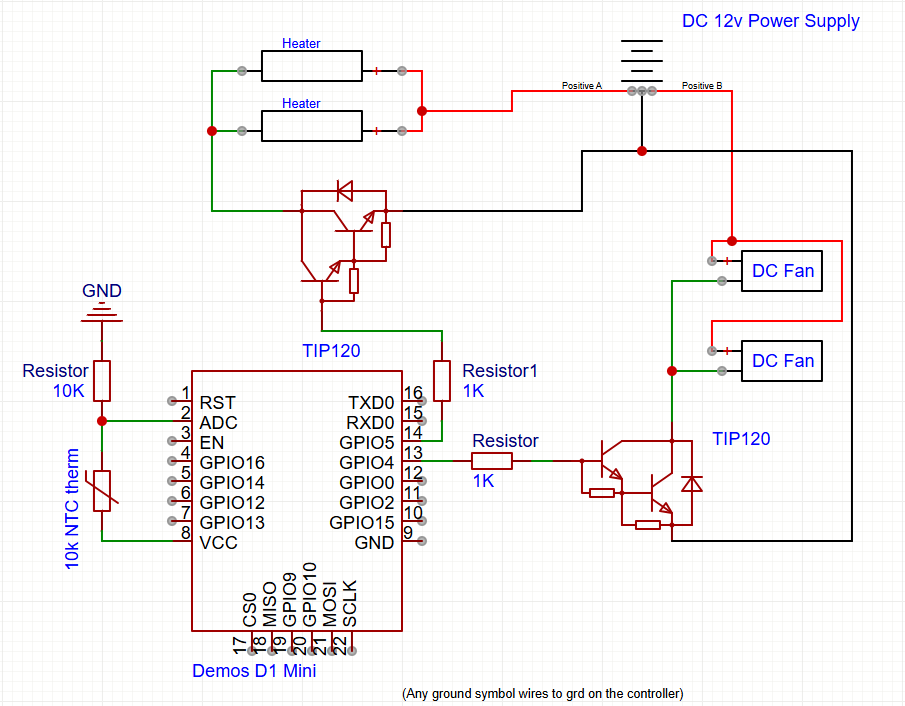 DC 12v Power Supply
Heater
Positive A
Positive B
Heater
DC Fan
GND
TIP120
DC Fan
Resistor
10K
Resistor1
1K
1
RST
TXD0
16
2
ADC
RXD0
15
3
EN
GPIO5
14
4
GPIO16
GPIO4
13
5
GPIO14
GPIO0
12
6
GPIO12
GPIO2
11
7
GPIO13
GPIO15
10
8
VCC
GND
9
Resistor
1K
TIP120
10k NTC therm
CS0
MISO
GPIO9
GPIO10
MOSI
SCLK
17
18
19
20
21
22
Demos D1 Mini
(Any ground symbol wires to grd on the controller)